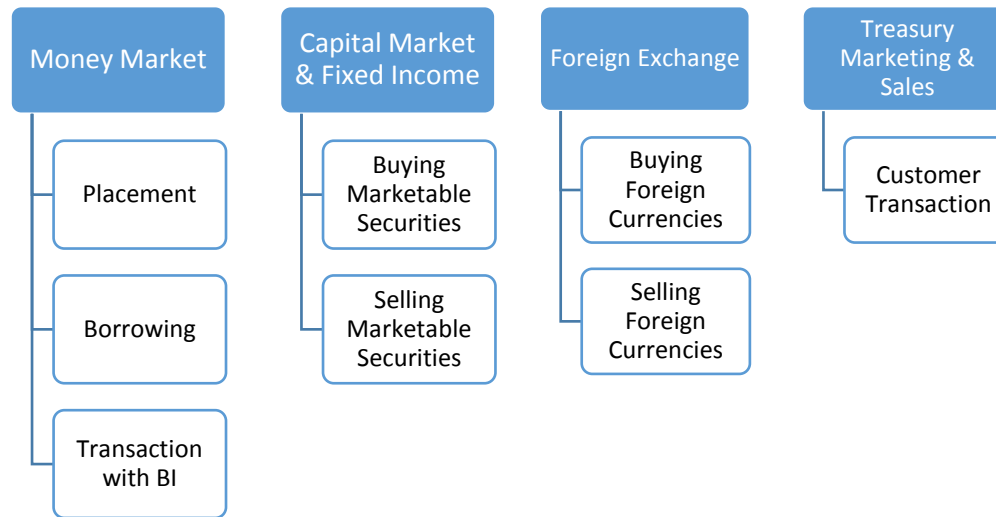 Money Market
Placement
Borrowing
Transaction
with BI
Capital Market
& Fixed Income
Buying
Marketable
Securities
Selling
Marketable
Securities
Foreign Exchange
Buying
Foreign
Currencies
Selling
Foreign
Currencies
Treasury
Marketing &
Sales
Customer
Transaction